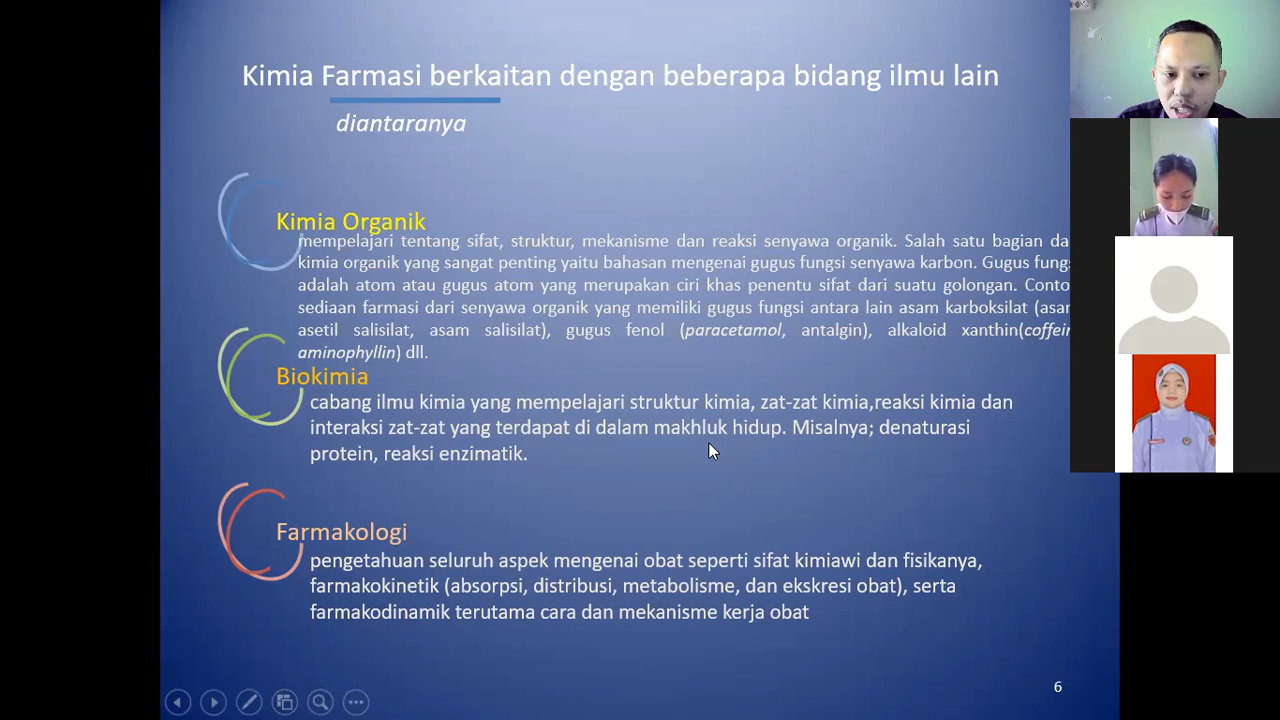 Kimia Farmasi berkaitan dengan beberapa bidang ilmu lain
diantaranya
Kimia Organik
mempelajari tentang sifat, struktur, mekanisme dan reaksi senyawa organik. Salah satu bagian da
kimia organik yang sangat penting yaitu bahasan mengenai gugus fungsi senyawa karbon. Gugus fungs
adalah atom atau gugus atom yang merupakan ciri khas penentu sifat dari suatu golongan. Conto
sediaan farmasi dari senyawa organik yang memiliki gugus fungsi antara lain asam karboksilat (asam
asetil salisilat, asam salisilat), gugus fenol (paracetamol, antalgin), alkaloid xanthin(coffein
aminophyllin) dll.
Biokimia
cabang ilmu kimia yang mempelajari struktur kimia, zat-zat kimia,reaksi kimia dan
interaksi zat-zat yang terdapat di dalam makhluk hidup. Misalnya; denaturasi
protein, reaksi enzimatik.
Farmakologi
pengetahuan seluruh aspek mengenai obat seperti sifat kimiawi dan fisikanya,
farmakokinetik (absorpsi, distribusi, metabolisme, dan ekskresi obat), serta
farmakodinamik terutama cara dan mekanisme kerja obat
6